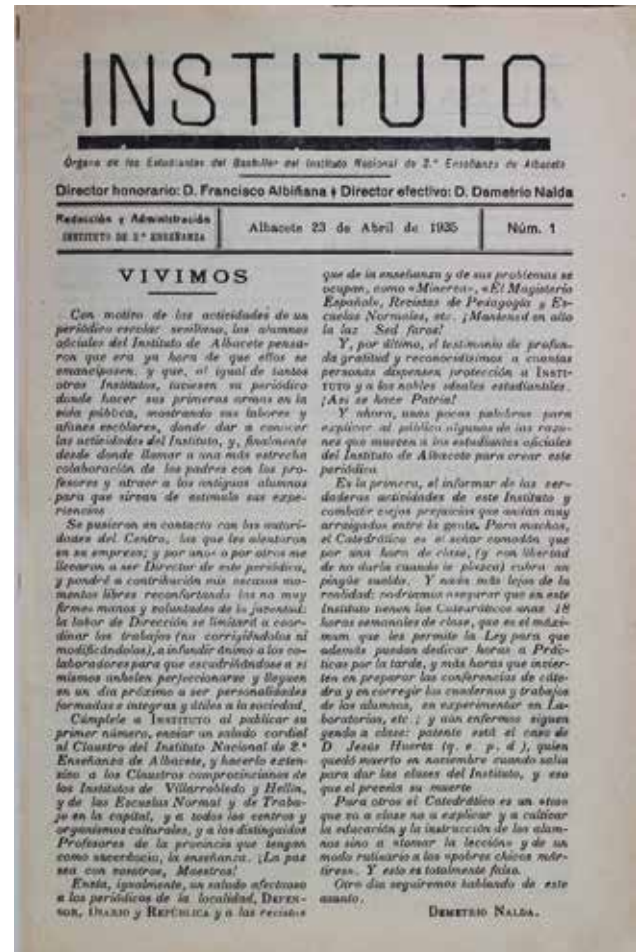 INSTITUTO
Órgano de los Estudiantes del Bachiller del Instituto Nacional de 2.ª Enseñanza de Albacete
Director honorario: D. Francisco Albiñana ♦ Director efectivo: D. Demetrio Nalda
Redacción y Administración
INSTITUTO DE 2.ª ENSEÑANZA
Albacete 23 de Abril de 1935
Núm. 1
VIVIMOS
Con motivo de las actividades de un
periódico escolar sevillano, los alumnos
oficiales del Instituto de Albacete pensa-
ron que era ya hora de que ellos se
emancipasen, y que, al igual de tantos
otros Institutos, tuviesen su periódico
donde hacer sus primeras armas en la
vida pública, mostrando sus labores y
afanes escolares, donde dar a conocer
las actividades del Instituto, y, finalmente
desde donde llamar a una más estrecha
colaboración de los padres con los pro-
fesores y atraer a los antiguos alumnos
para que sirvan de estímulo sus expe-
riencias
Se pusieron en contacto con las autori-
dades del Centro, las que les alentaron
en su empresa; y por unos o por otros me
llevaron a ser Director de este periódico,
y pondré a contribución mis escasos mo-
mentos libres reconfortando las no muy
firmes manos y voluntades de la juventud:
la labor de Dirección se limitará a coor-
dinar los trabajos (no corrigiéndolos ni
modificándolos), a infundir ánimo a los co-
laboradores para que escudriñándose a sí
mismos anhelen perfeccionarse y lleguen
en un día próximo a ser personalidades
formadas e íntegras y útiles a la sociedad.
Cúmplele a INSTITUTO al publicar su
primer número, enviar un saludo cordial
al Claustro del Instituto Nacional de 2.ª
Enseñanza de Albacete, y hacerlo exten-
sivo a los Claustros comprovincianos de
los Institutos de Villarrobledo y Hellín,
y de las Escuelas Normal y de Traba-
jo en la capital, y a todos los centros y
organismos culturales, y a los distinguidos
Profesores de la provincia que tengan
como sacerdocio, la enseñanza. ¡La paz
sea con vosotros, Maestros!
Envía, igualmente, un saludo afectuoso
a los periódicos de la localidad, DEFEN-
SOR, DIARIO y REPÚBLICA y a las revistas
que de la enseñanza y de sus problemas se
ocupan, como «Minerva», «El Magisterio
Español», Revistas de Pedagogía y Es-
cuelas Normales, etc. ¡Mantened en alto
la luz Sed faros!
Y, por último, el testimonio de profun-
da gratitud y reconocidísimos a cuantas
personas dispensen protección a INSTI-
TUTO y a los nobles ideales estudiantiles.
¡Así se hace Patria!
Y ahora, unas pocas palabras para
explicar al público algunas de las razo-
nes que mueven a los estudiantes oficiales
del Instituto de Albacete para crear este
periódico.
Es la primera, el informar de las ver-
daderas actividades de este Instituto y
combatir viejos prejuicios que están muy
arraigados entre la gente. Para muchos,
el Catedrático es el señor comodón que
por una hora de clase, (y con libertad
de no darla cuando le plazca) cobra un
pingüe sueldo. Y nada más lejos de la
realidad: podríamos asegurar que en este
Instituto tienen los Catedráticos unas 18
horas semanales de clase, que es el máxi-
mum que les permite la Ley para que
además puedan dedicar horas a Prác-
ticas por la tarde, y más horas que invier-
ten en preparar las conferencias de cáte-
dra y en corregir los cuadernos y trabajos
de los alumnos, en experimentar en La-
boratorios, etc.; y aún enfermos siguen
yendo a clase: patente está el caso de
D Jesús Huerta (q. e. p. d.), quien
quedó muerto en noviembre cuando salía
para dar las clases del Instituto, y eso
que él preveía su muerte
Para otros el Catedrático es un
que va a clase no a explicar y a cultivar
la educación y la instrucción de los alum-
nos sino a «tomar la lección» y de un
modo rutinario a los «pobres chicos már-
tires». Y esto es totalmente falso.
Otro día seguiremos hablando de este
asunto.
DEMETRIO NALDA.